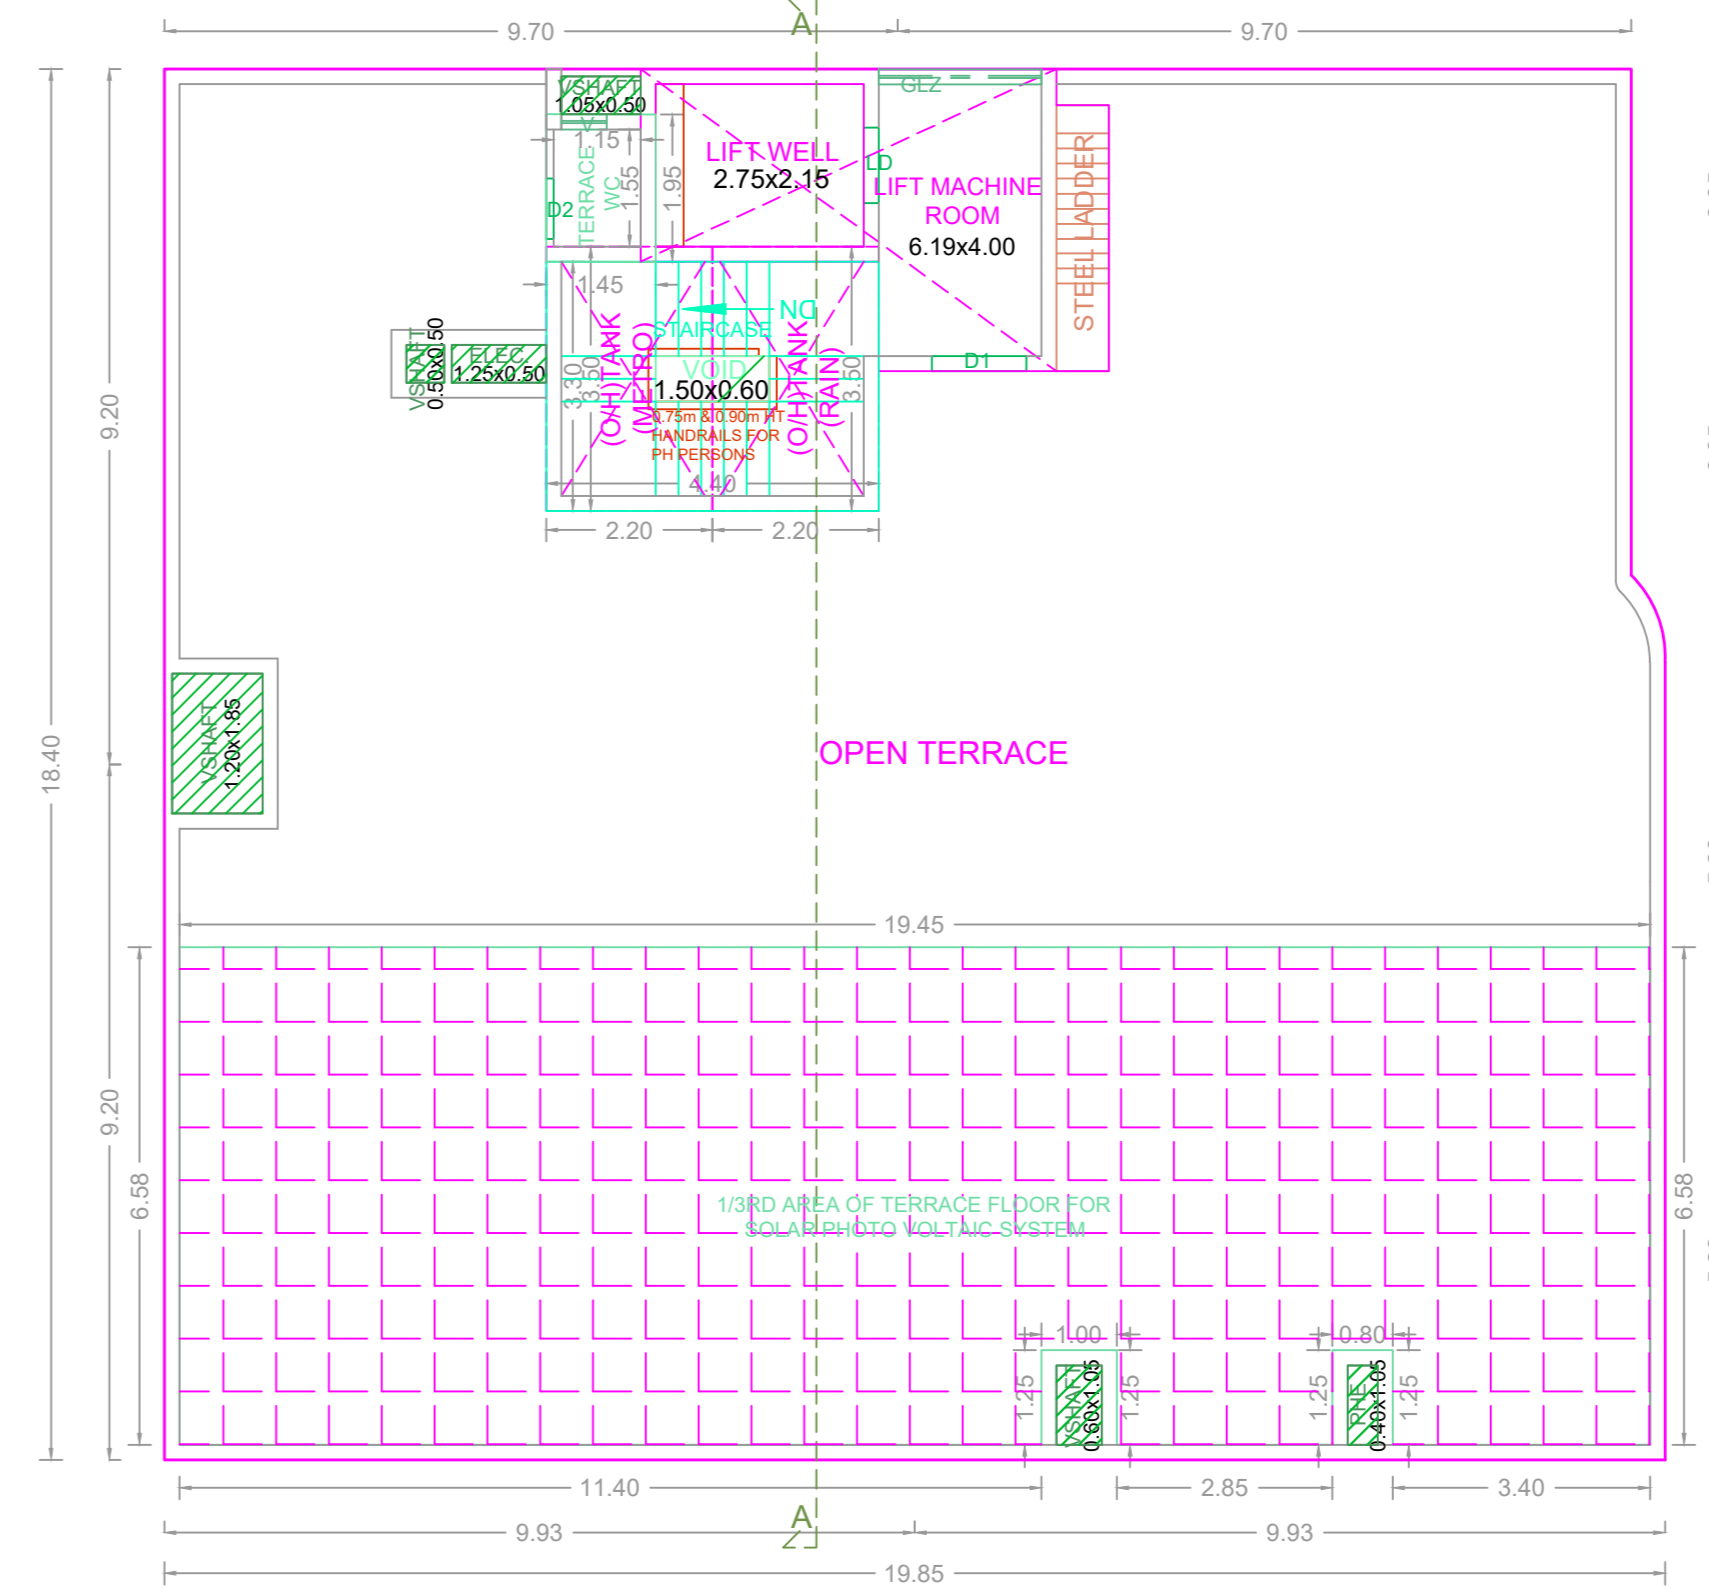 A
9.70
9.70
VSHAFT
1.05x0.50
GLZ
V
1.15
LIFT WELL
2.75x2.15
LD
TERRACE
WC
1.55
1.95
D2
LIFT MACHINE
ROOM
6.19x4.00
STEEL LADDER
1.45
DN
STAIRCASE
(O/H)TANK
(METRO)
(O/H)TANK
(RAIN)
VSHAFT
0.50x0.50
ELEC.
1.25x0.50
3.30
3.50
VOID
1.50x0.60
3.50
D1
0.75m & 0.90m HT
HANDRAILS FOR
PH PERSONS
4.40
2.20
2.20
9.20
18.40
VSHAFT
1.20x1.85
OPEN TERRACE
19.45
9.20
6.58
6.58
1/3RD AREA OF TERRACE FLOOR FOR
SOLAR PHOTO VOLTAIC SYSTEM
1.00
0.80
1.25
VSHAFT
0.60x1.05
1.25
1.25
PNE
0.40x1.05
1.25
11.40
2.85
3.40
A
9.93
9.93
19.85